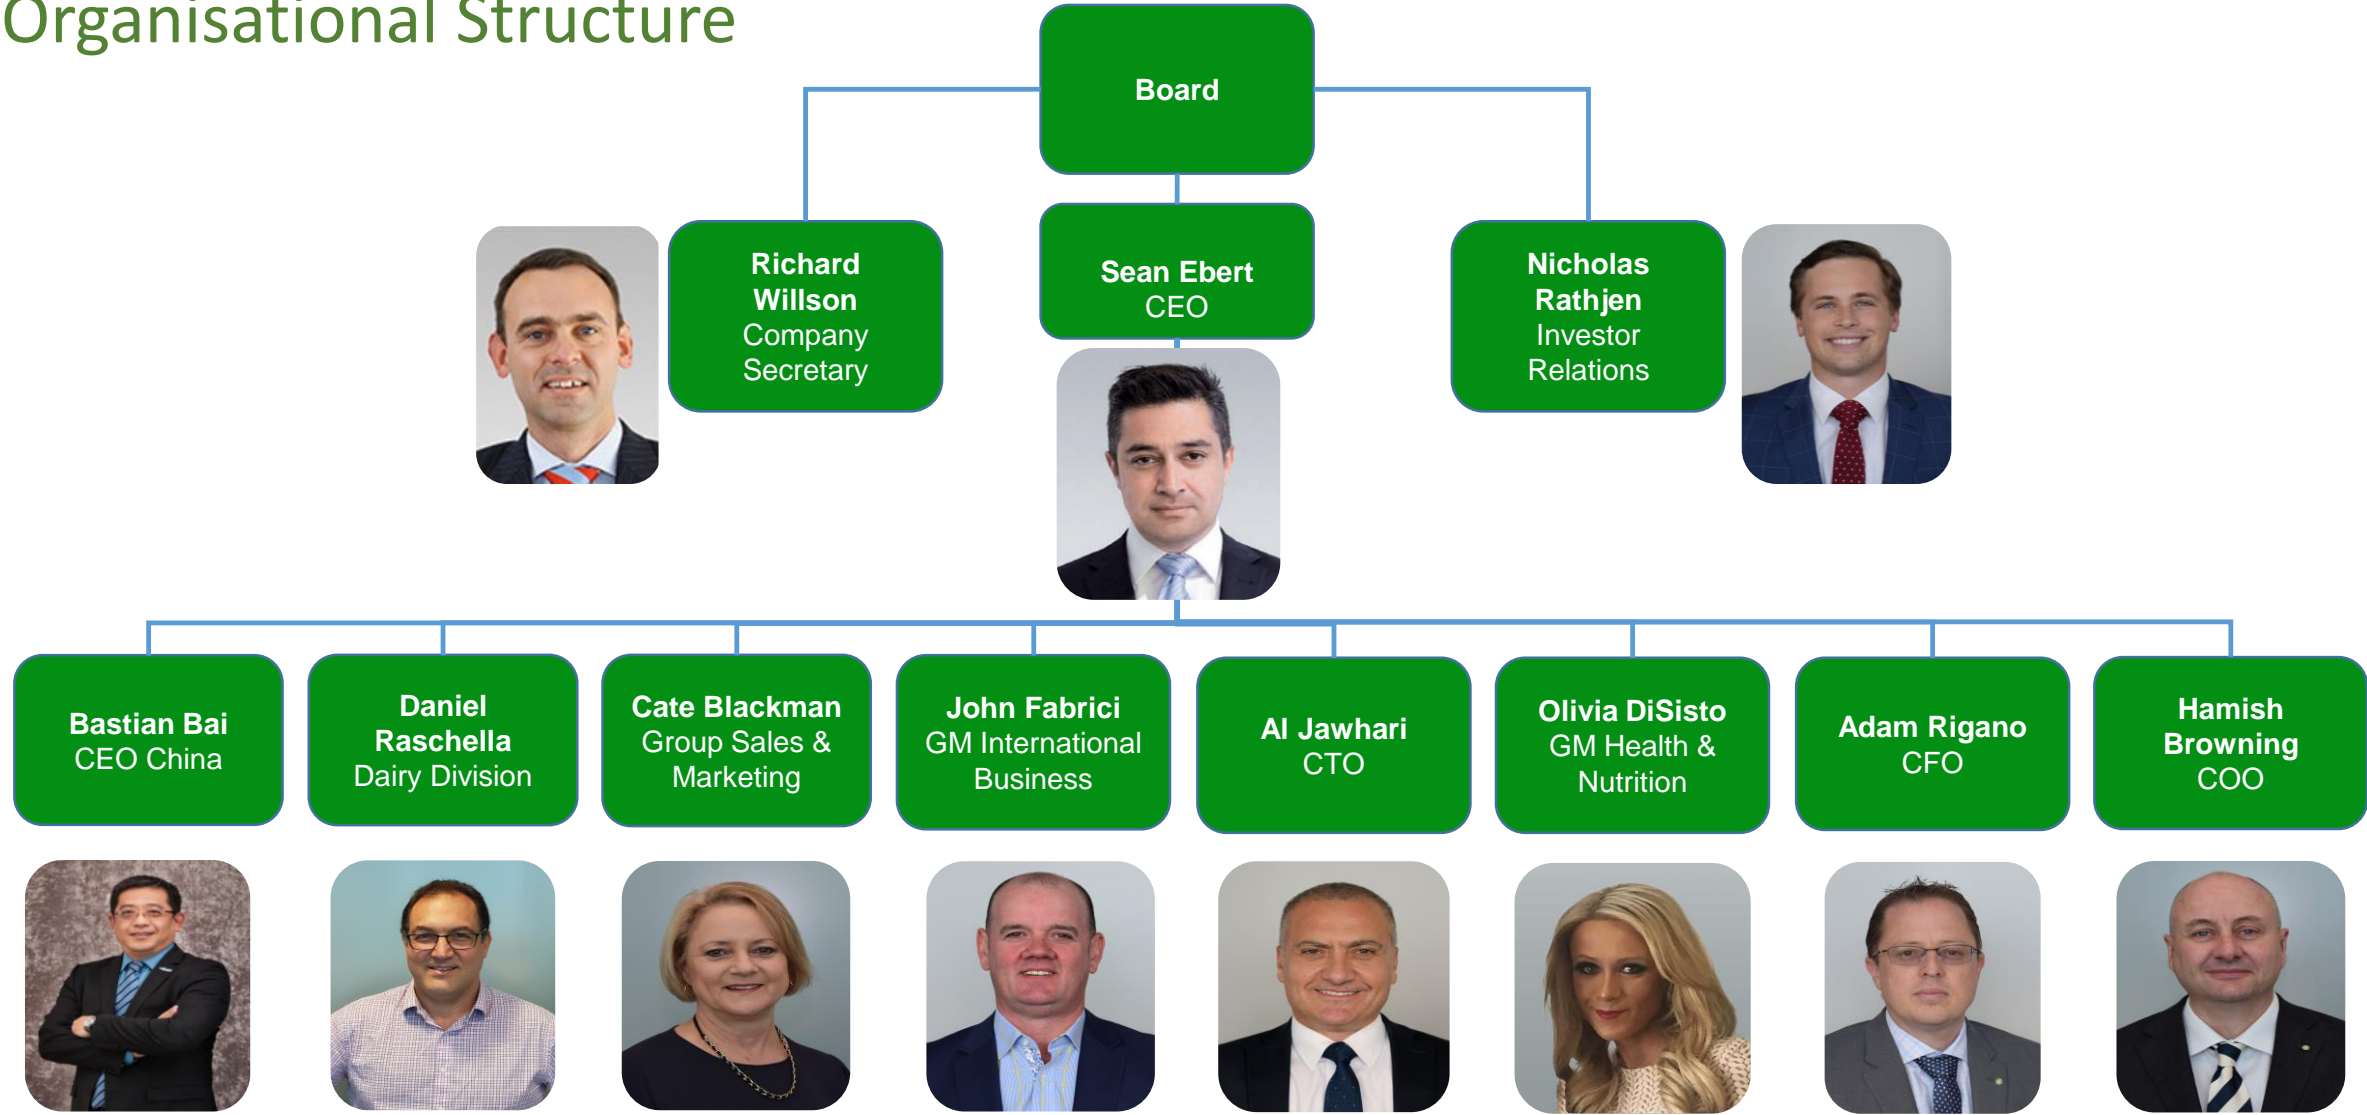 Organisational Structure
Board
Richard
Willson
Company
Secretary
Sean Ebert
CEO
Nicholas
Rathjen
Investor
Relations
Bastian Bai
CEO China
Daniel
Raschella
Dairy Division
Cate Blackman
Group Sales &
Marketing
John Fabrici
GM International
Business
Al Jawhari
CTO
Olivia DiSisto
GM Health &
Nutrition
Adam Rigano
CFO
Hamish
Browning
COO